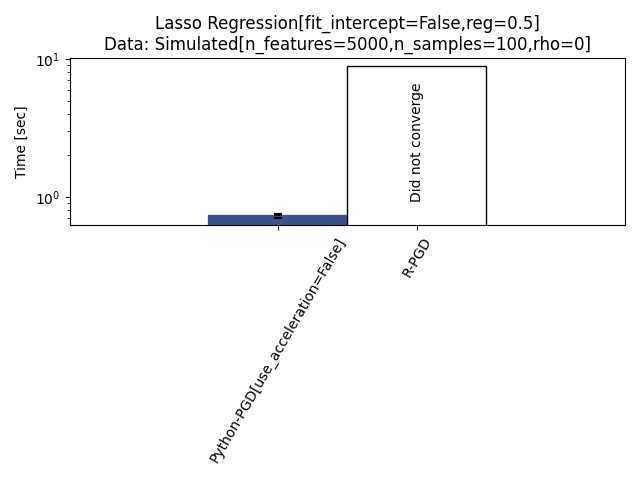 Lasso Regression[fit_intercept=False,reg=0.5]
Data: Simulated[n_features=5000,n_samples=100,rho=0]
Time [sec]
10¹
10⁰
Did not converge
Python-PGD[use_acceleration=False]
R-PGD